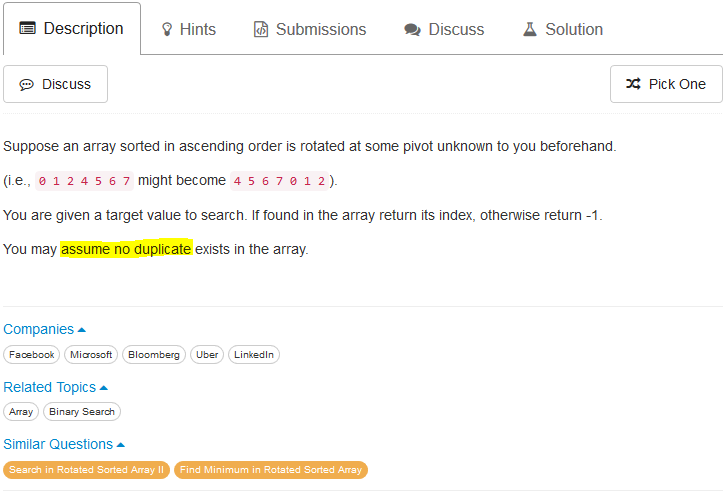 Description Hints Submissions Discuss Solution
Discuss Pick One
Suppose an array sorted in ascending order is rotated at some pivot unknown to you beforehand.
(i.e., 0 1 2 4 5 6 7 might become 4 5 6 7 0 1 2 ).
You are given a target value to search. If found in the array return its index, otherwise return -1.
You may assume no duplicate exists in the array.
Companies
Facebook Microsoft Bloomberg Uber LinkedIn
Related Topics
Array Binary Search
Similar Questions
Search in Rotated Sorted Array II Find Minimum in Rotated Sorted Array